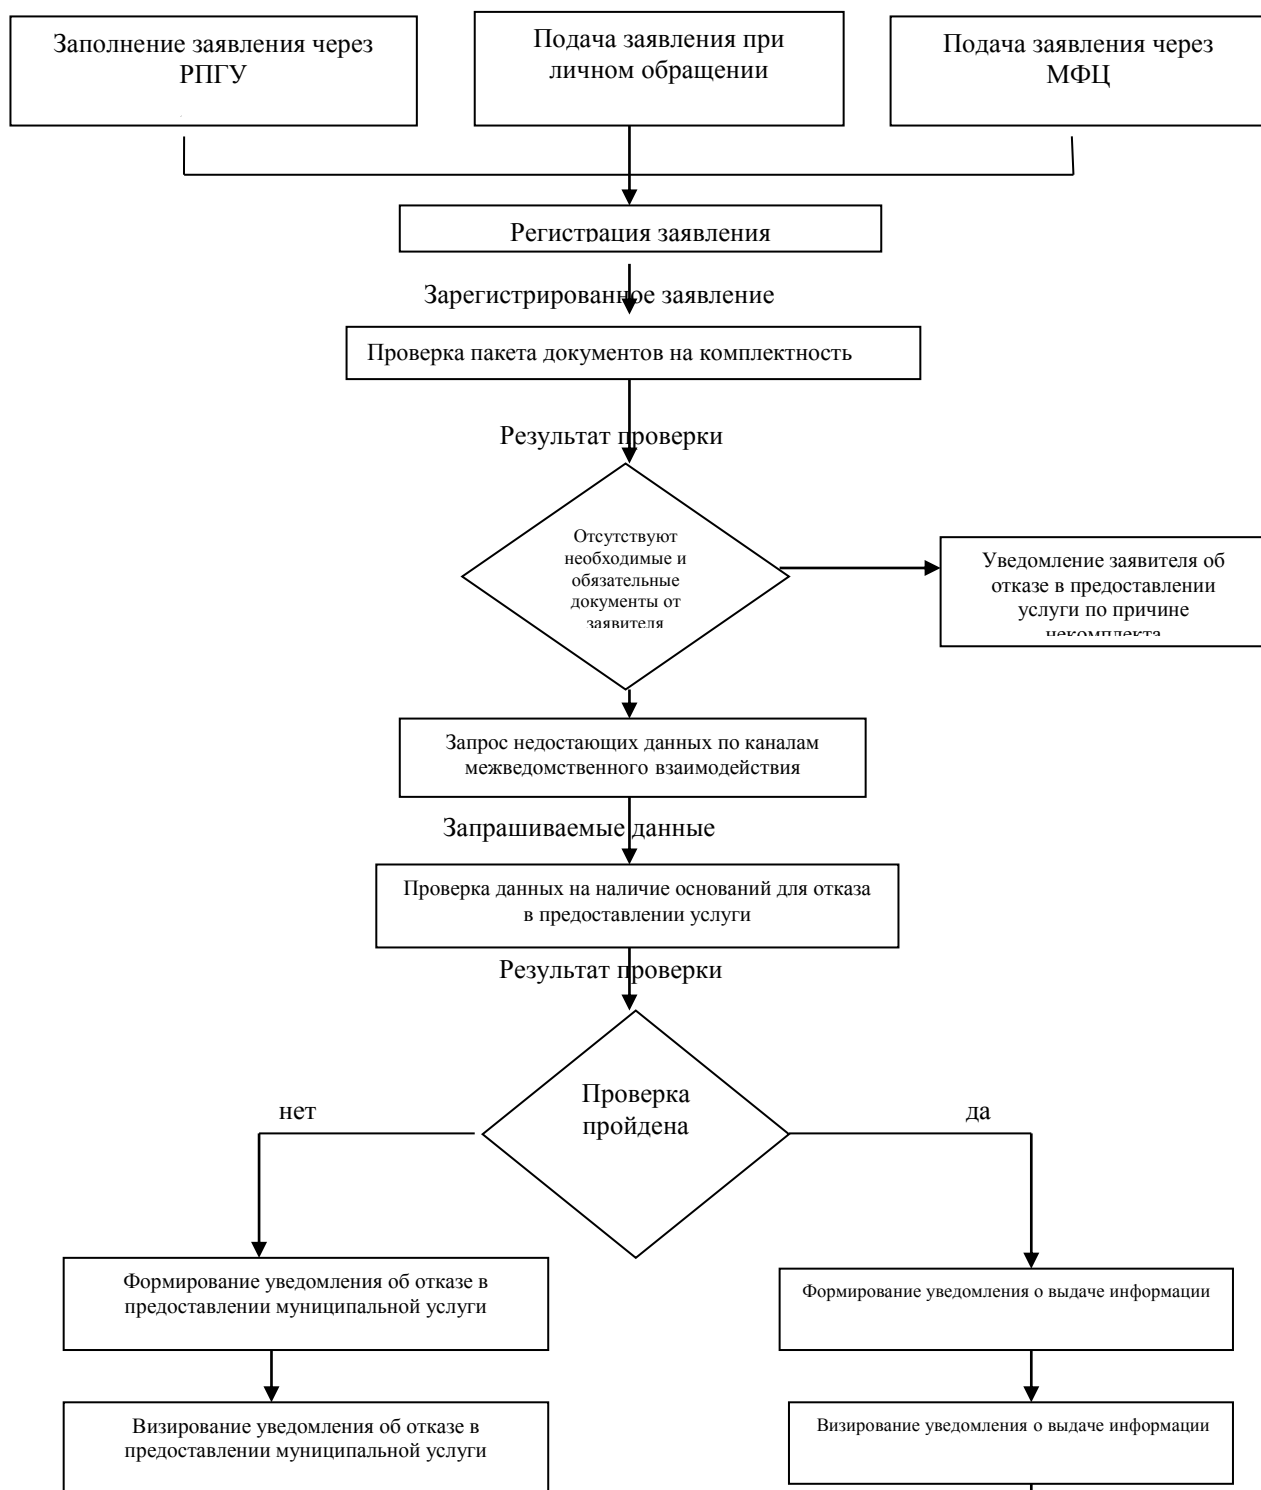 Заполнение заявления через
РПГУ
Подача заявления при
личном обращении
Подача заявления через
МФЦ
Регистрация заявления
Зарегистрированное заявление
Проверка пакета документов на комплектность
Результат проверки
Отсутствуют
необходимые и
обязательные
документы от
заявителя
Уведомление заявителя об
отказе в предоставлении
услуги по причине
некомплекта
Запрос недостающих данных по каналам
межведомственного взаимодействия
Запрашиваемые данные
Проверка данных на наличие оснований для отказа
в предоставлении услуги
Результат проверки
Проверка
пройдена
нет
да
Формирование уведомления об отказе в
предоставлении муниципальной услуги
Формирование уведомления о выдаче информации
Визирование уведомления об отказе в
предоставлении муниципальной услуги
Визирование уведомления о выдаче информации